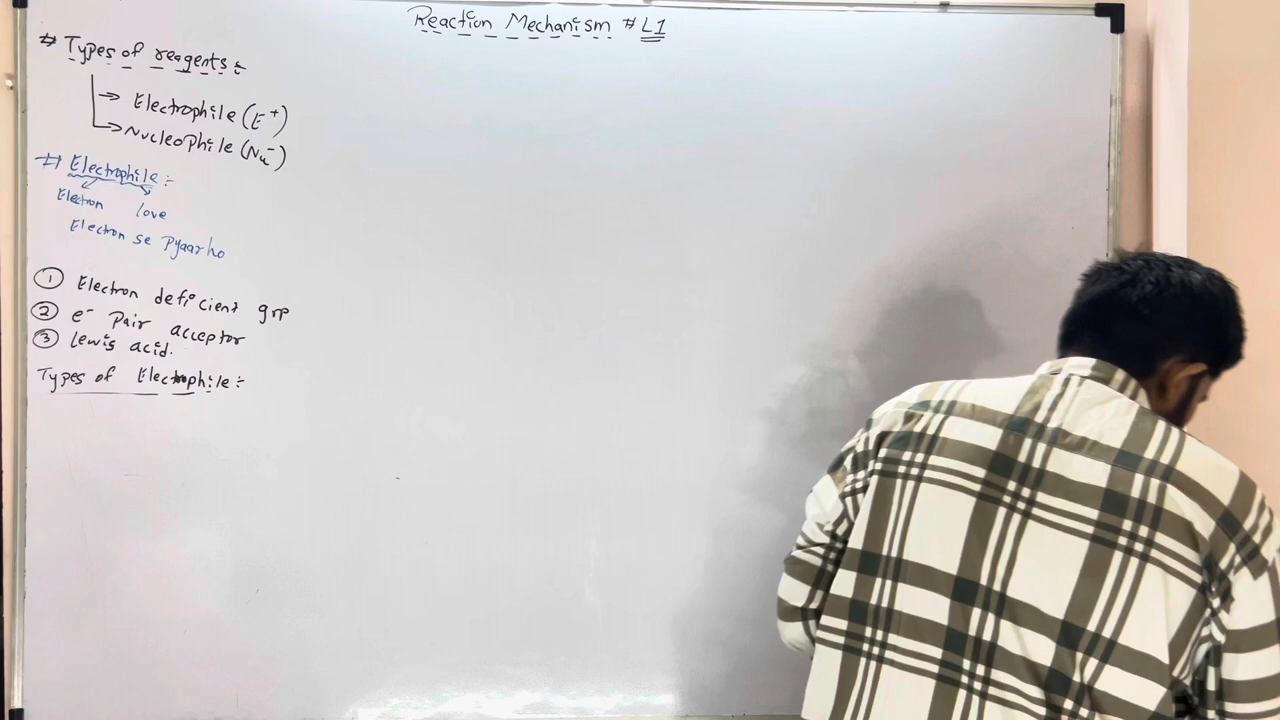 Reaction Mechanism # L1
# Types of reagents :-
→ Electrophile (E⁺)
→ Nucleophile (Nu⁻)
# Electrophile :-
Electron love
Electron se Pyaar ho
① Electron deficient grp
② e⁻ Pair acceptor
③ Lewis acid.
Types of Electrophile :-